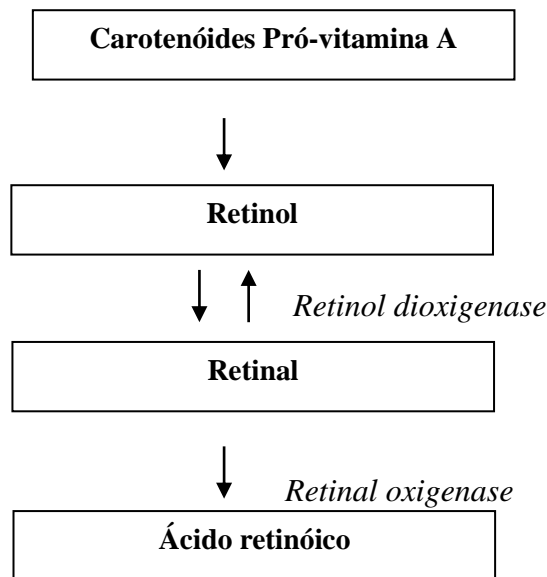 Carotenóides Pró-vitamina A
Retinol
Retinol dioxigenase
Retinal
Retinal oxigenase
Ácido retinóico